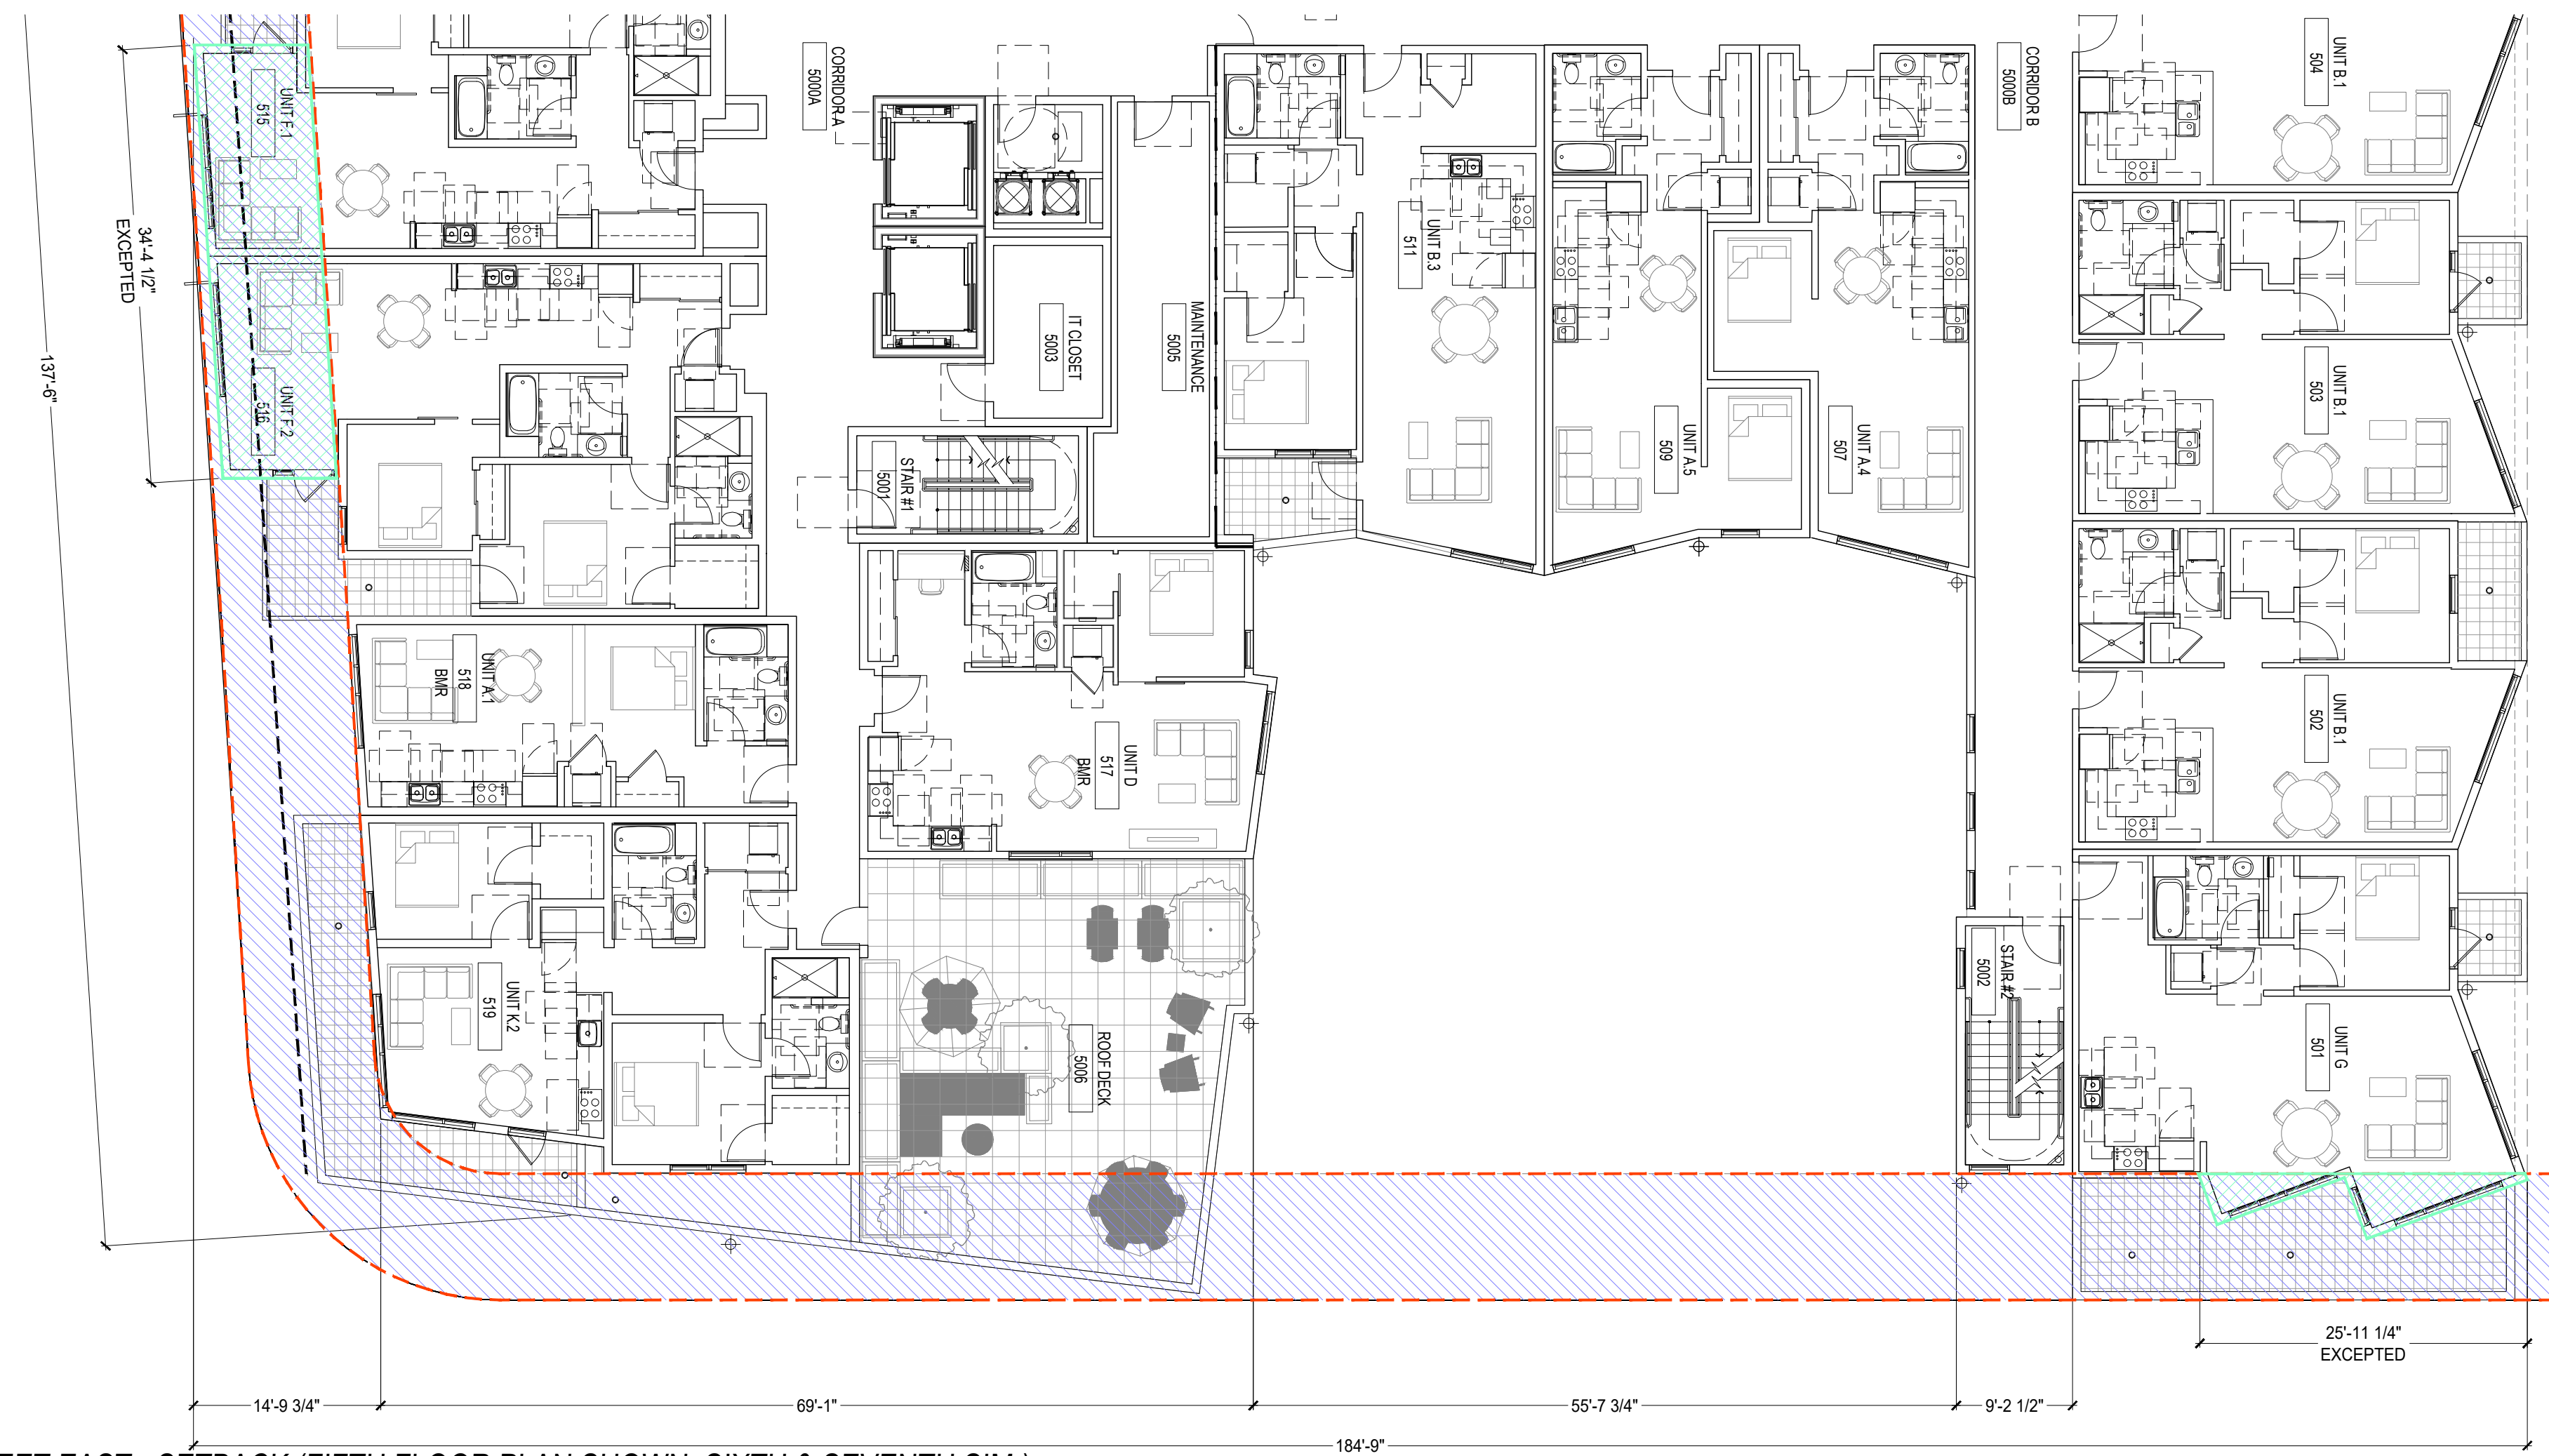 UNIT F.1
515
CORRIDOR A
5000A
CORRIDOR B
5000B
UNIT B.1
504
34'-4 1/2"
EXCEPTED
137'-6"
UNIT F.2
516
IT CLOSET
5003
MAINTENANCE
5005
UNIT B.3
511
UNIT A.5
509
UNIT A.4
507
UNIT B.1
503
STAIR #1
5001
UNIT A.1
518
BMR
UNIT D
517
BMR
UNIT B.1
502
UNIT K.2
519
ROOF DECK
5006
STAIR #2
5002
UNIT G
501
25'-11 1/4"
EXCEPTED
14'-9 3/4"
69'-1"
55'-7 3/4"
9'-2 1/2"
184'-9"